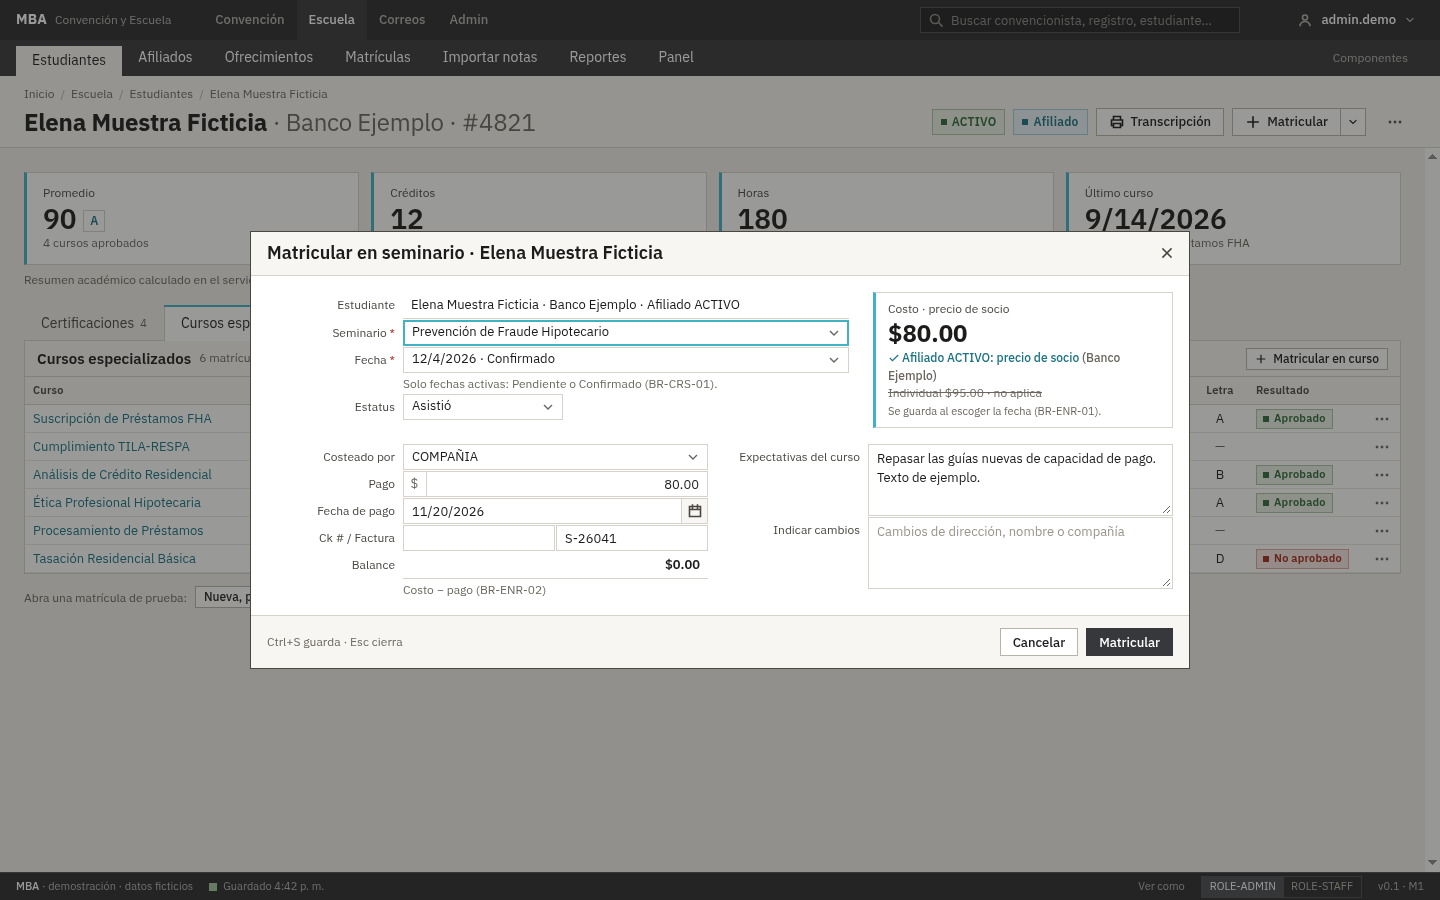 MBA Convención y Escuela Convención Escuela Correos Admin Buscar convencionista, registro, estudiante... admin.demo
Estudiantes Afiliados Ofrecimientos Matrículas Importar notas Reportes Panel Componentes
Inicio / Escuela / Estudiantes / Elena Muestra Ficticia
Elena Muestra Ficticia · Banco Ejemplo · #4821 ACTIVO Afiliado Transcripción Matricular
Promedio Créditos Horas Último curso
90 A 12 180 9/14/2026
4 cursos aprobados tamos FHA
Resumen académico calculado en el servi
Certificaciones 4 Cursos esp
Cursos especializados 6 matrícu Matricular en curso
Curso Letra Resultado
Suscripción de Préstamos FHA A Aprobado
Cumplimiento TILA-RESPA —
Análisis de Crédito Residencial B Aprobado
Ética Profesional Hipotecaria A Aprobado
Procesamiento de Préstamos —
Tasación Residencial Básica D No aprobado
Abra una matrícula de prueba: Nueva, p
Matricular en seminario · Elena Muestra Ficticia
Estudiante Elena Muestra Ficticia · Banco Ejemplo · Afiliado ACTIVO
Seminario * Prevención de Fraude Hipotecario
Fecha * 12/4/2026 · Confirmado
Solo fechas activas: Pendiente o Confirmado (BR-CRS-01).
Estatus Asistió
Costo · precio de socio
$80.00
✓ Afiliado ACTIVO: precio de socio (Banco
Ejemplo)
Individual $95.00 · no aplica
Se guarda al escoger la fecha (BR-ENR-01).
Costeado por COMPAÑIA
Pago $ 80.00
Fecha de pago 11/20/2026
Ck # / Factura S-26041
Balance $0.00
Costo – pago (BR-ENR-02)
Expectativas del curso Repasar las guías nuevas de capacidad de pago.
Texto de ejemplo.
Indicar cambios Cambios de dirección, nombre o compañía
Ctrl+S guarda · Esc cierra Cancelar Matricular
MBA · demostración · datos ficticios Guardado 4:42 p. m. Ver como ROLE-ADMIN ROLE-STAFF v0.1 · M1